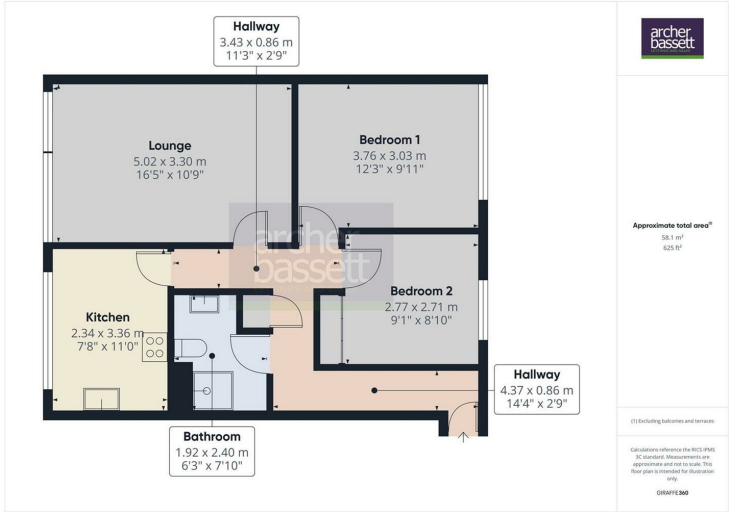 Hallway
3.43 x 0.86 m
11'3" x 2'9"
Lounge
5.02 x 3.30 m
16'5" x 10'9"
Bedroom 1
3.76 x 3.03 m
12'3" x 9'11"
archer
bassett
Kitchen
2.34 x 3.36 m
7'8" x 11'0"
Bedroom 2
2.77 x 2.71 m
9'1" x 8'10"
Hallway
4.37 x 0.86 m
14'4" x 2'9"
Bathroom
1.92 x 2.40 m
6'3" x 7'10"
archer
bassett
Approximate total area⁽¹⁾
58.1 m²
625 ft²
(1) Excluding balconies and terraces
Calculations reference the RICS IPMS
3C standard. Measurements are
approximate and not to scale. This
floor plan is intended for illustration
only.
GIRAFFE360